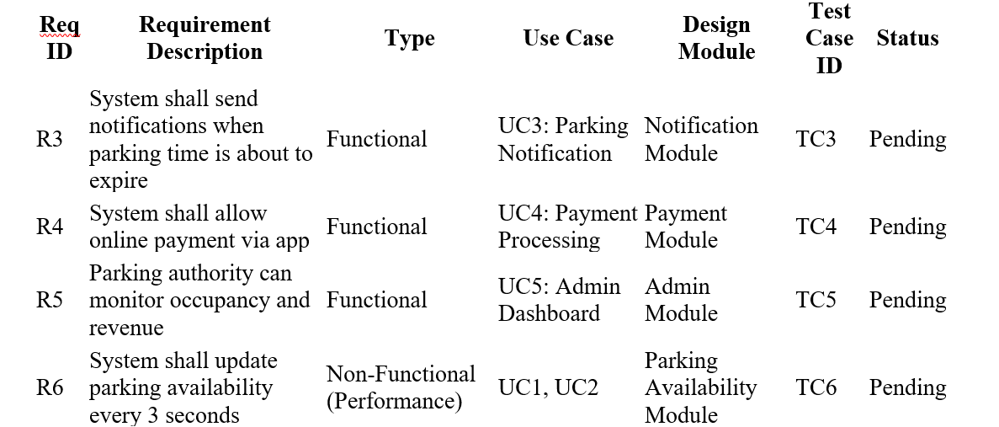 Req ID Requirement Description Type Use Case Design Module Test Case ID Status
R3 System shall send notifications when parking time is about to expire Functional UC3: Parking Notification Notification Module TC3 Pending
R4 System shall allow online payment via app Functional UC4: Payment Processing Payment Module TC4 Pending
R5 Parking authority can monitor occupancy and revenue Functional UC5: Admin Dashboard Admin Module TC5 Pending
R6 System shall update parking availability every 3 seconds Non-Functional (Performance) UC1, UC2 Parking Availability Module TC6 Pending